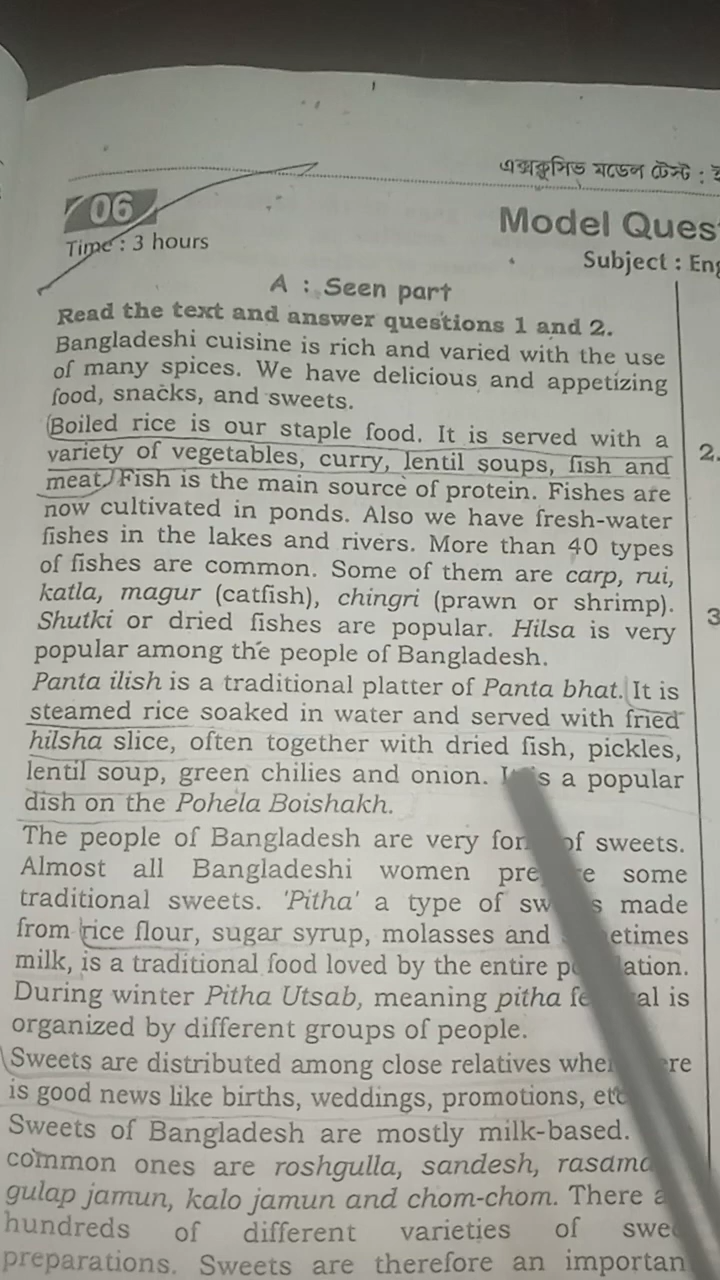 এক্সক্লুসিভ মডেল টেস্ট :
06
Model
Time : 3 hours
Subject :
A : Seen part
Read the text and answer questions 1 and 2.
Bangladeshi cuisine is rich and varied with the use
of many spices. We have delicious and appetizing
food, snacks, and sweets.
Boiled rice is our staple food. It is served with a
variety of vegetables, curry, lentil soups, fish and
meat. Fish is the main source of protein. Fishes are
now cultivated in ponds. Also we have fresh-water
fishes in the lakes and rivers. More than 40 types
of fishes are common. Some of them are carp, rui,
katla, magur (catfish), chingri (prawn or shrimp).
Shutki or dried fishes are popular. Hilsa is very
popular among the people of Bangladesh.
Panta ilish is a traditional platter of Panta bhat. It is
steamed rice soaked in water and served with fried
hilsha slice, often together with dried fish, pickles,
lentil soup, green chilies and onion. is a popular
dish on the Pohela Boishakh.
The people of Bangladesh are very of sweets.
Almost all Bangladeshi women some
traditional sweets. 'Pitha' a type of made
from rice flour, sugar syrup, molasses and
milk, is a traditional food loved by the entire
During winter Pitha Utsab, meaning pitha is
organized by different groups of people.
Sweets are distributed among close relatives
is good news like births, weddings, promotions,
Sweets of Bangladesh are mostly milk-based.
common ones are roshgulla, sandesh,
gulap jamun, kalo jamun and chom-chom. There
hundreds of different varieties of
preparations. Sweets are therefore an
2.
3